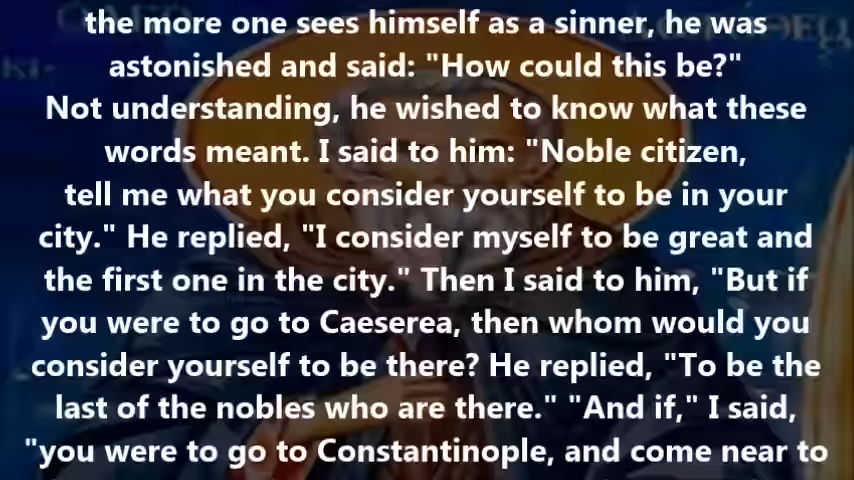 the more one sees himself as a sinner, he was
astonished and said: "How could this be?"
Not understanding, he wished to know what these
words meant. I said to him: "Noble citizen,
tell me what you consider yourself to be in your
city." He replied, "I consider myself to be great and
the first one in the city." Then I said to him, "But if
you were to go to Caeserea, then whom would you
consider yourself to be there? He replied, "To be the
last of the nobles who are there." "And if," I said,
"you were to go to Constantinople, and come near to